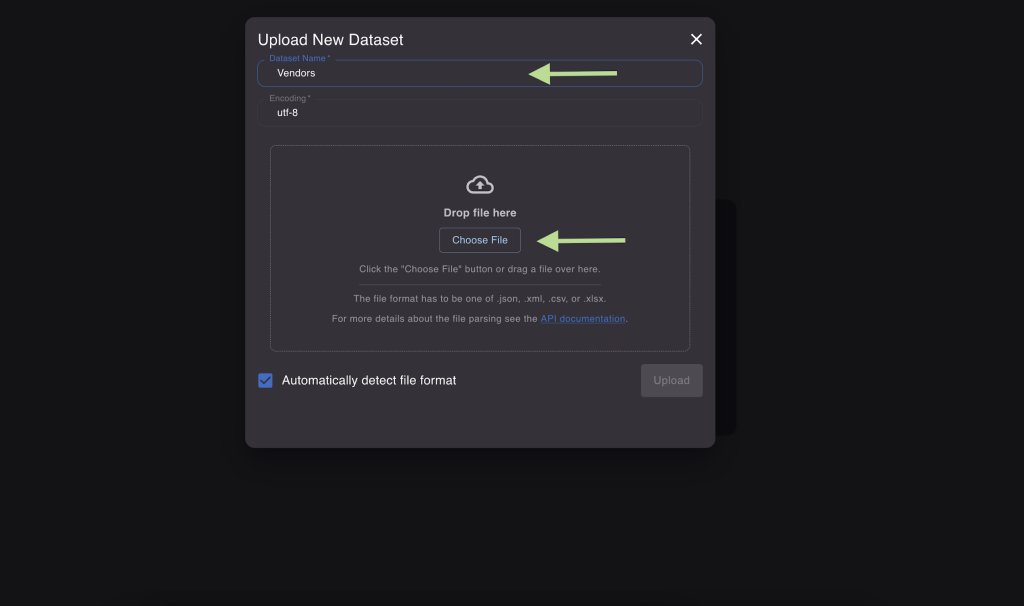 Upload New Dataset
Dataset Name *
Vendors
Encoding *
utf-8
Drop file here
Choose File
Click the "Choose File" button or drag a file over here.
The file format has to be one of .json, .xml, .csv, or .xlsx.
For more details about the file parsing see the API documentation.
Automatically detect file format
Upload